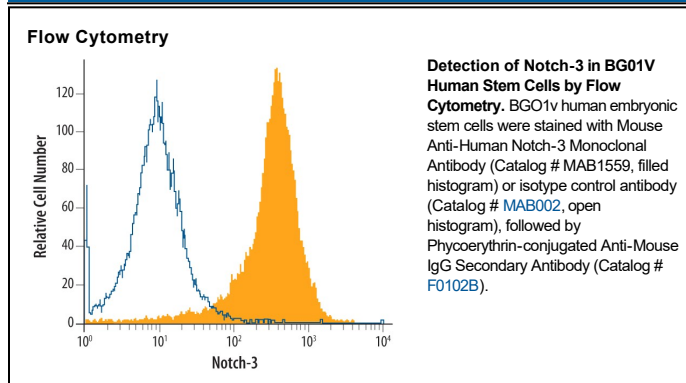 Flow Cytometry
Relative Cell Number
120
100
80
60
40
20
0
10⁰
10¹
10²
10³
10⁴
Notch-3
Detection of Notch-3 in BG01V
Human Stem Cells by Flow
Cytometry. BGO1v human embryonic
stem cells were stained with Mouse
Anti-Human Notch-3 Monoclonal
Antibody (Catalog # MAB1559, filled
histogram) or isotype control antibody
(Catalog # MAB002, open
histogram), followed by
Phycoerythrin-conjugated Anti-Mouse
IgG Secondary Antibody (Catalog #
F0102B).